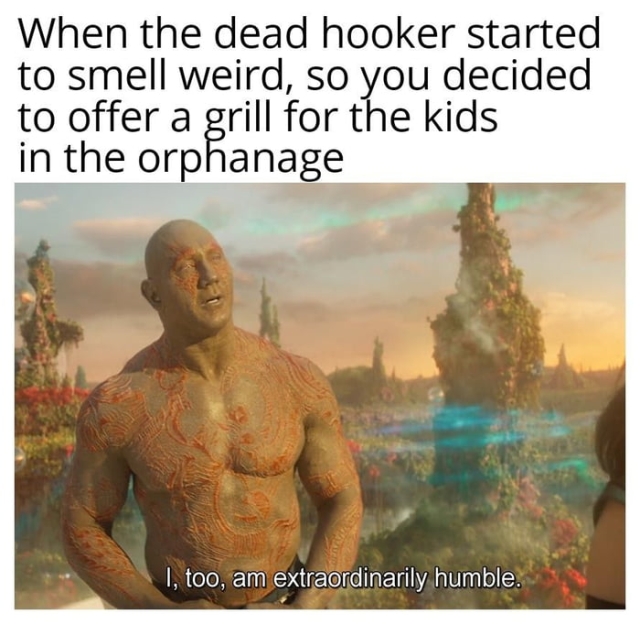 When the dead hooker started
to smell weird, so you decided
to offer a grill for the kids
in the orphanage
I, too, am extraordinarily humble.